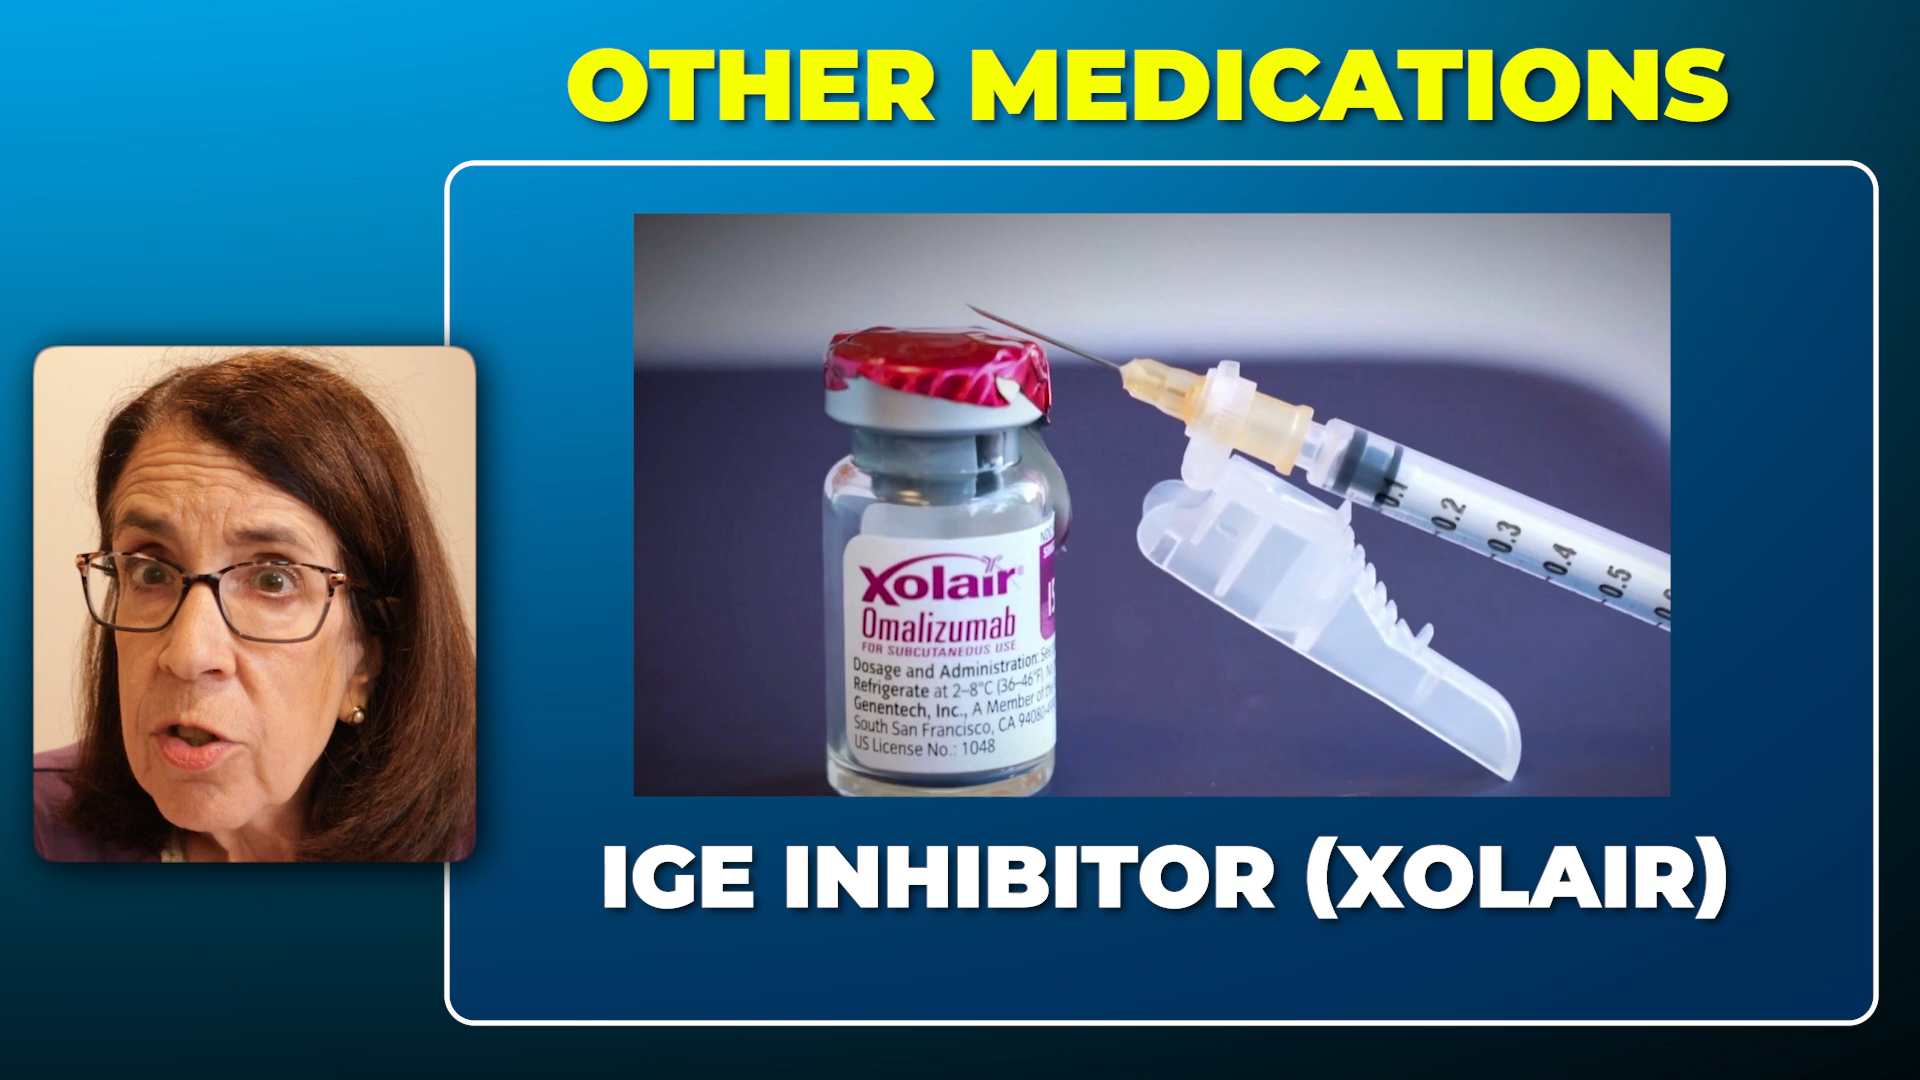 OTHER MEDICATIONS
Xolair®
Omalizumab
FOR SUBCUTANEOUS USE
Dosage and Administration: See
Refrigerate at 2–8°C (36–46°F)
Genentech, Inc., A Member of
South San Francisco, CA 94080
US License No.: 1048
0.1
0.2
0.3
0.4
0.5
IGE INHIBITOR (XOLAIR)